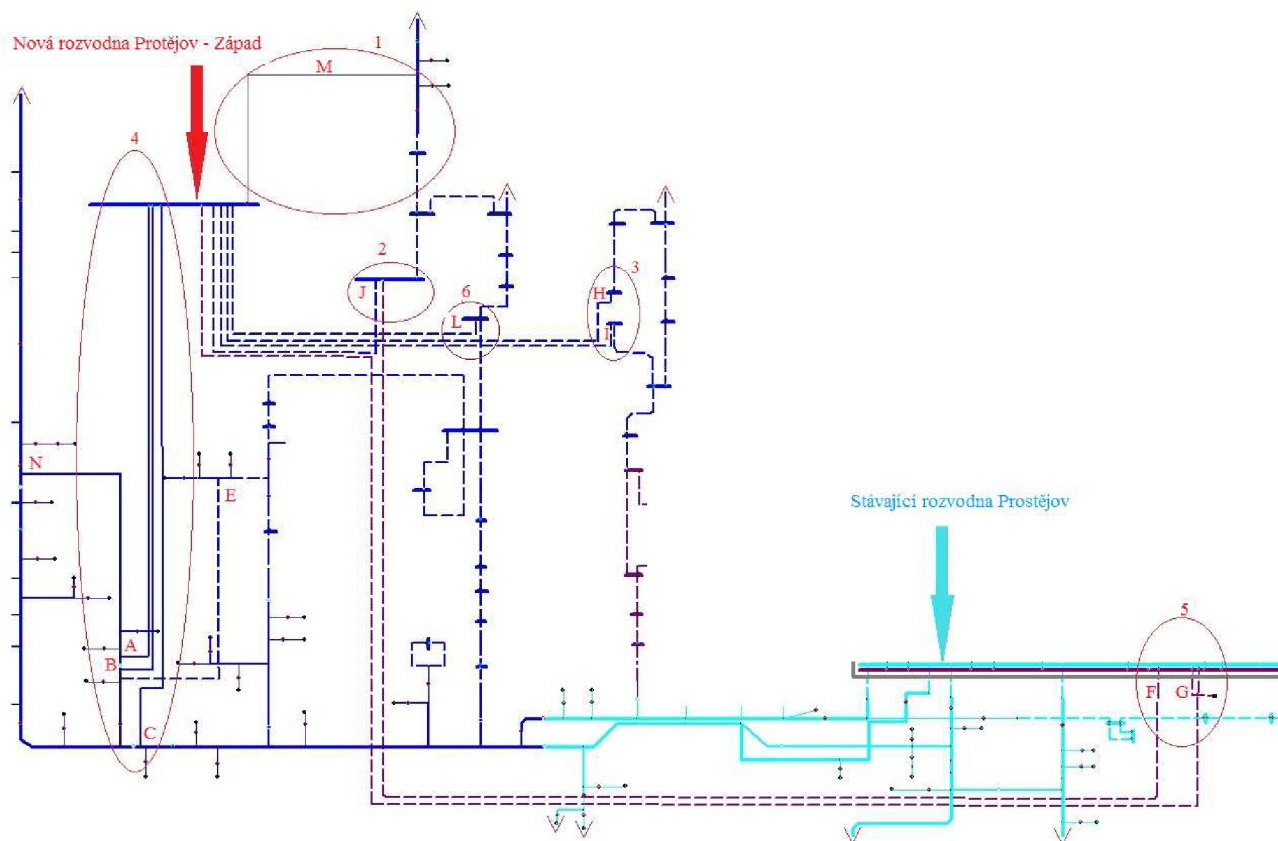 Nová rozvodna Protějov - Západ
1
M
4
2
J
6
L
3
H
I
N
E
Stávající rozvodna Prostějov
A
B
C
5
F
G